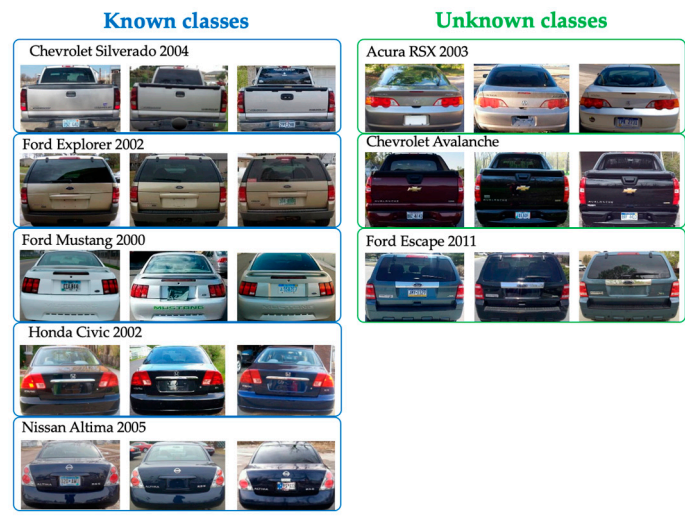 Known classes
Unknown classes
Chevrolet Silverado 2004
Acura RSX 2003
Ford Explorer 2002
Chevrolet Avalanche
Ford Mustang 2000
MUSTANG
Ford Escape 2011
Honda Civic 2002
Nissan Altima 2005